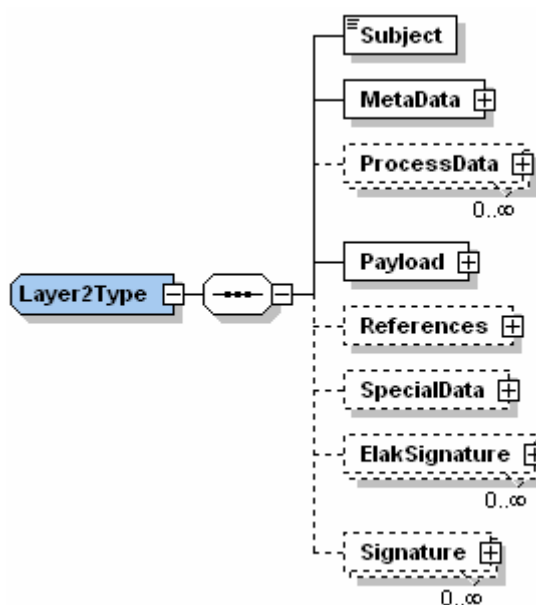 Subject
MetaData
ProcessData
0..∞
Layer2Type
Payload
References
SpecialData
ElakSignature
0..∞
Signature
0..∞